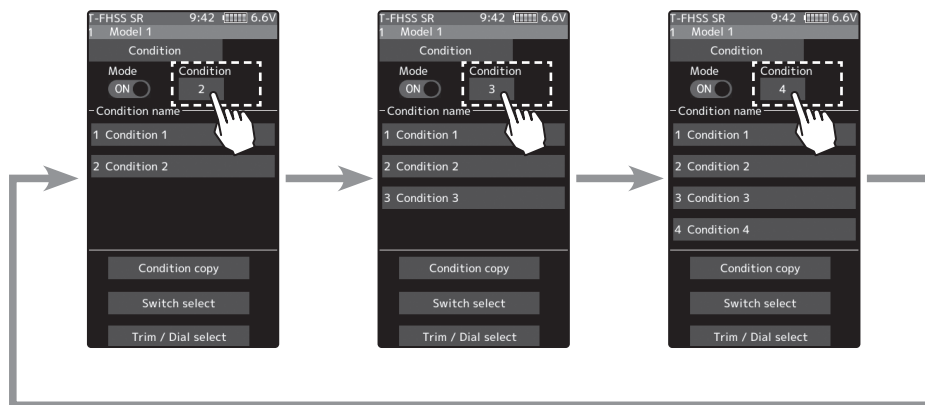 T-FHSS SR 9:42 6.6V
1 Model 1
Condition
Mode Condition
ON 2
Condition name
1 Condition 1
2 Condition 2
Condition copy
Switch select
Trim / Dial select
T-FHSS SR 9:42 6.6V
1 Model 1
Condition
Mode Condition
ON 3
Condition name
1 Condition 1
2 Condition 2
3 Condition 3
Condition copy
Switch select
Trim / Dial select
T-FHSS SR 9:42 6.6V
1 Model 1
Condition
Mode Condition
ON 4
Condition name
1 Condition 1
2 Condition 2
3 Condition 3
4 Condition 4
Condition copy
Switch select
Trim / Dial select